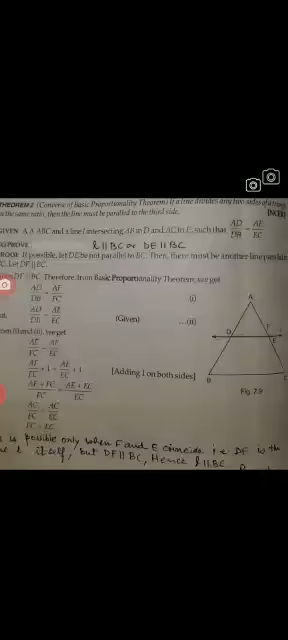 THEOREM 2 (Converse of Basic Proportionality Theorem) If a line divides any two sides of a triangle
in the same ratio, then the line must be parallel to the third side. [NCERT]
GIVEN A Δ ABC and a line l intersecting AB in D and AC in E, such that AD/DB = AE/EC
PROVE l || BC or DE || BC
PROOF If possible, let DE be not parallel to BC. Then, there must be another line
Let DF || BC.
DF || BC. Therefore, from Basic Proportionality Theorem, we get
AD/DB = AF/FC (i)
AD/DB = AE/EC (Given) ...(ii)
(i) and (ii), we get
AF/FC = AE/EC
AF/FC + 1 = AE/EC + 1 [Adding 1 on both sides]
AF + FC/FC = AE + EC/EC
AC/FC = AC/EC
FC = EC
A
D
F
E
B
C
Fig. 7.9
is possible only when F and E coincide i.e. DF is the
l itself, but DF || BC, Hence l || BC